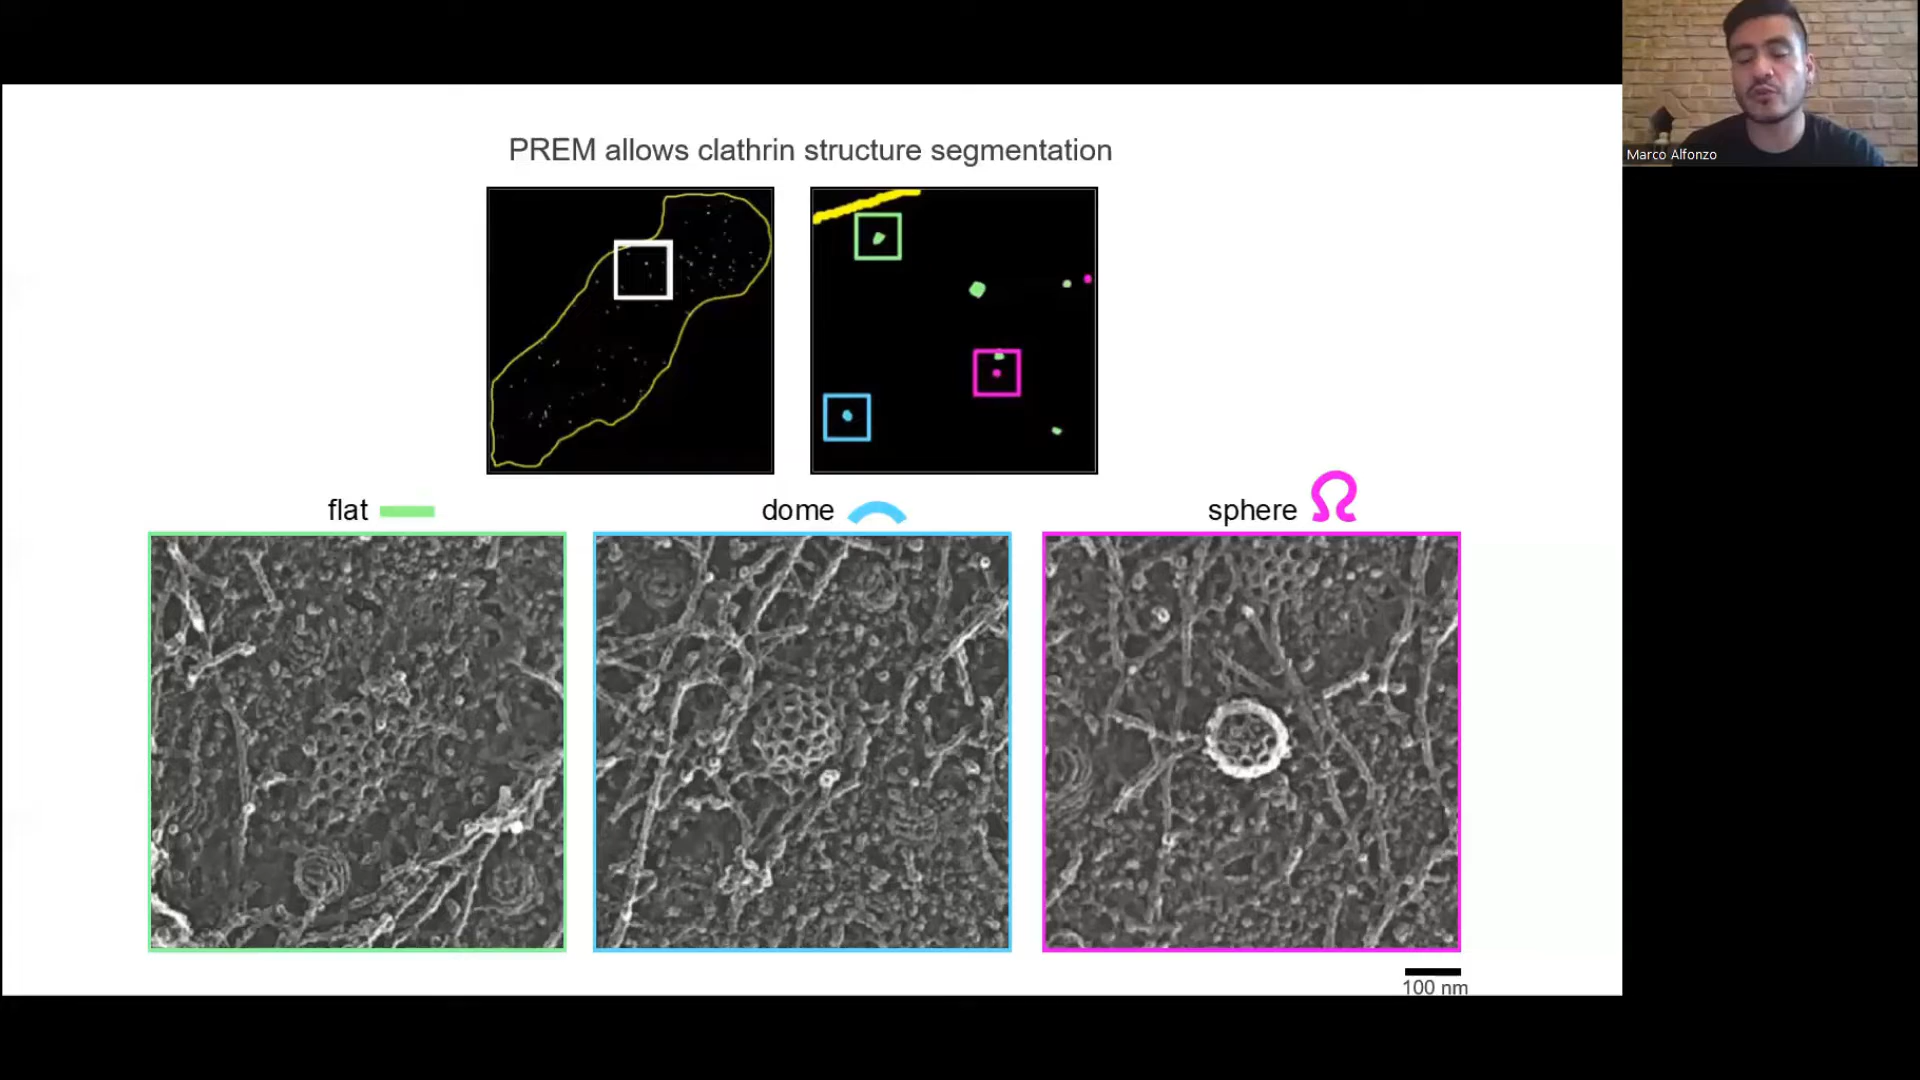 PREM allows clathrin structure segmentation
Marco Alfonzo
flat
dome
sphere
100 nm